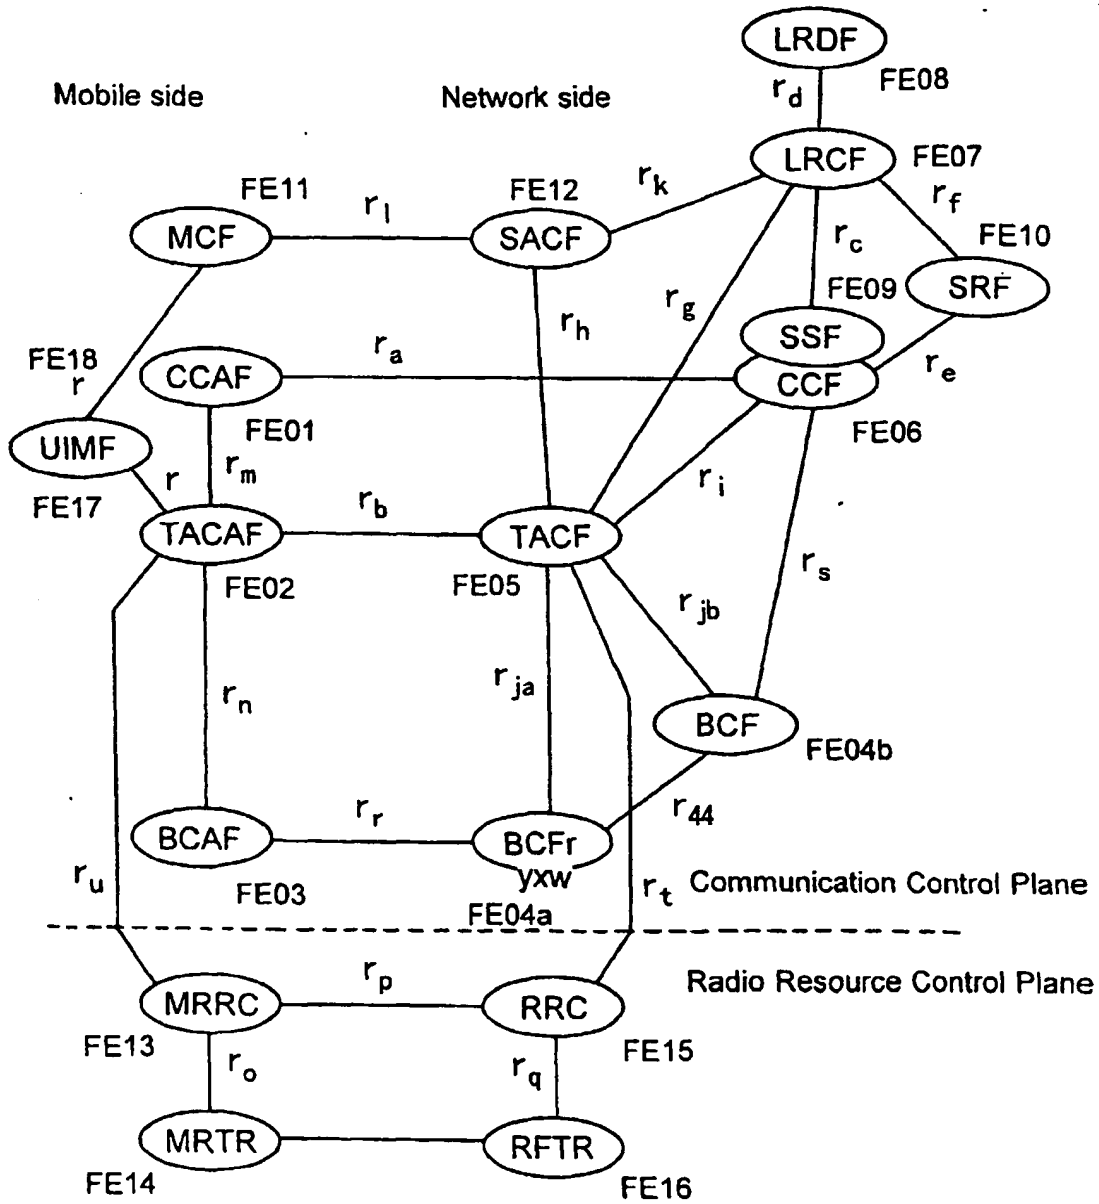 LRDF
FE08
Mobile side
Network side
r d
LRCF
FE07
FE11
FE12
r k
r f
r l
MCF
SACF
r c
FE10
FE09
SRF
r g
r h
SSF
FE18
r
r a
CCAF
CCF
r e
FE01
FE06
UIMF
r
r m
r i
FE17
r b
TACAF
TACF
FE02
FE05
r s
r jb
r n
r ja
BCF
FE04b
r 44
r r
BCAF
BCFr
yxw
FE03
FE04a
r u
r t
Communication Control Plane
Radio Resource Control Plane
r p
MRRC
RRC
FE13
FE15
r o
r q
MRTR
RFTR
FE14
FE16